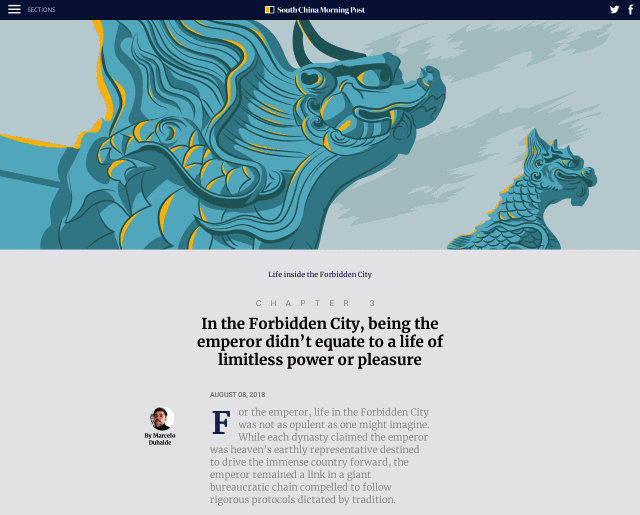 SECTIONS
South China Morning Post
Life inside the Forbidden City
CHAPTER 3
In the Forbidden City, being the
emperor didn’t equate to a life of
limitless power or pleasure
AUGUST 08, 2018
By Marcelo
Duhalde
For the emperor, life in the Forbidden City
was not as opulent as one might imagine.
While each dynasty claimed the emperor
was heaven’s earthly representative destined
to drive the immense country forward, the
emperor remained a link in a giant
bureaucratic chain compelled to follow
rigorous protocols dictated by tradition.